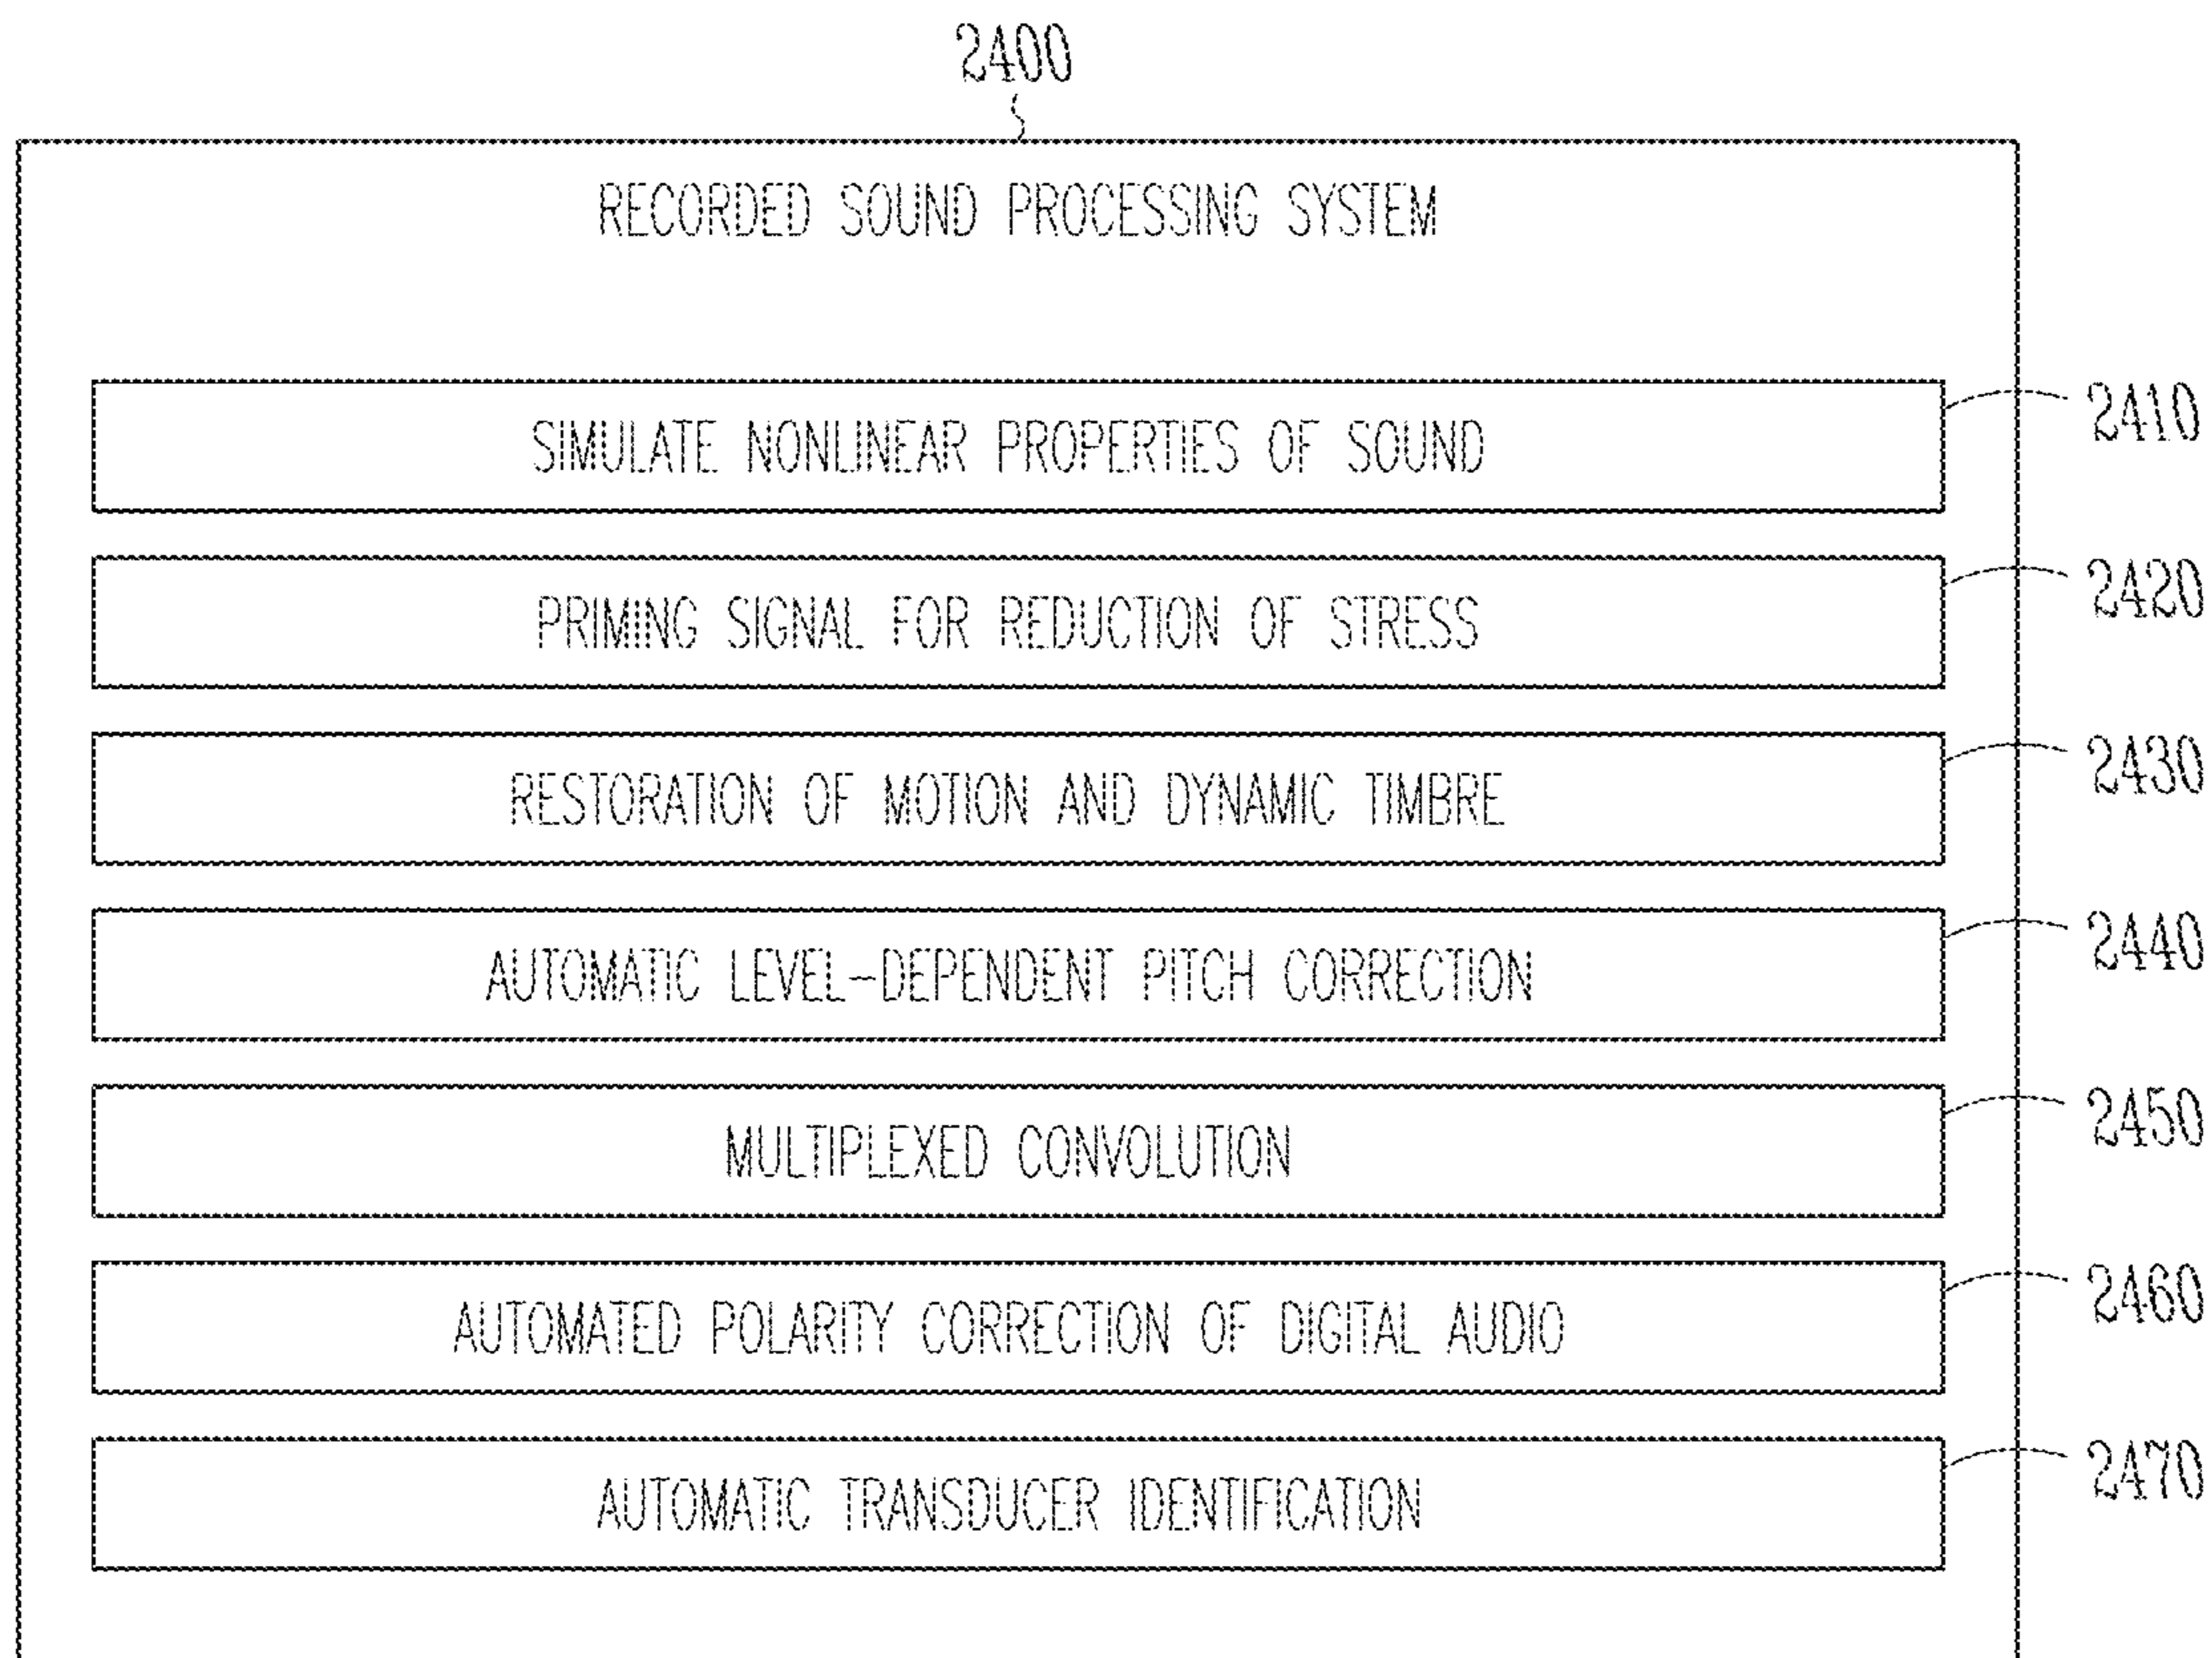 2400
RECORDED SOUND PROCESSING SYSTEM
SIMULATE NONLINEAR PROPERTIES OF SOUND
2410
PRIMING SIGNAL FOR REDUCTION OF STRESS
2420
RESTORATION OF MOTION AND DYNAMIC TIMBRE
2430
AUTOMATIC LEVEL-DEPENDENT PITCH CORRECTION
2440
MULTIPLEXED CONVOLUTION
2450
AUTOMATED POLARITY CORRECTION OF DIGITAL AUDIO
2460
AUTOMATIC TRANSDUCER IDENTIFICATION
2470